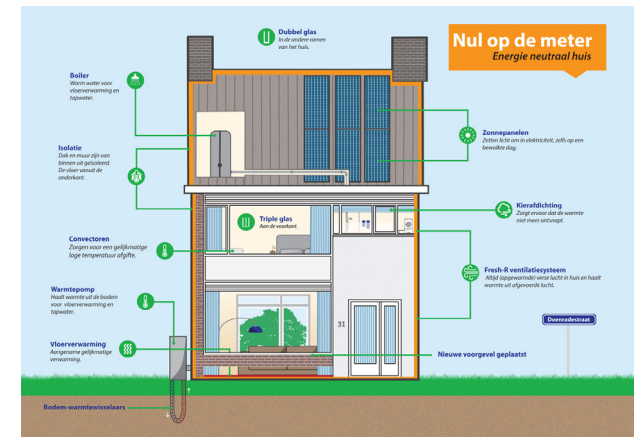 Nul op de meter
Energie neutraal huis
Dubbel glas
In de andere ramen
van het huis.
Boiler
Warm water voor
vloerverwarming en
tapwater.
Zonnepanelen
Zetten licht om in elektriciteit, zelfs op een
bewolkte dag.
Isolatie
Dak en muur zijn van
binnen uit geïsoleerd.
De vloer vanuit de
onderkant.
Kierafdichting
Zorgt ervoor dat de warmte
niet meer ontsnapt.
Triple glas
Aan de voorkant.
Convectoren
Zorgen voor een gelijkmatige
lage temperatuur afgifte.
Fresh-R ventilatiesysteem
Altijd (opgewarmde) verse lucht in huis en haalt
warmte uit afgevoerde lucht.
Warmtepomp
Haalt warmte uit de bodem
voor vloerverwarming en
tapwater.
Doenradestraat
31
Vloerverwarming
Aangename gelijkmatige
verwarming.
Nieuwe voorgevel geplaatst
Bodem-warmtewisselaars